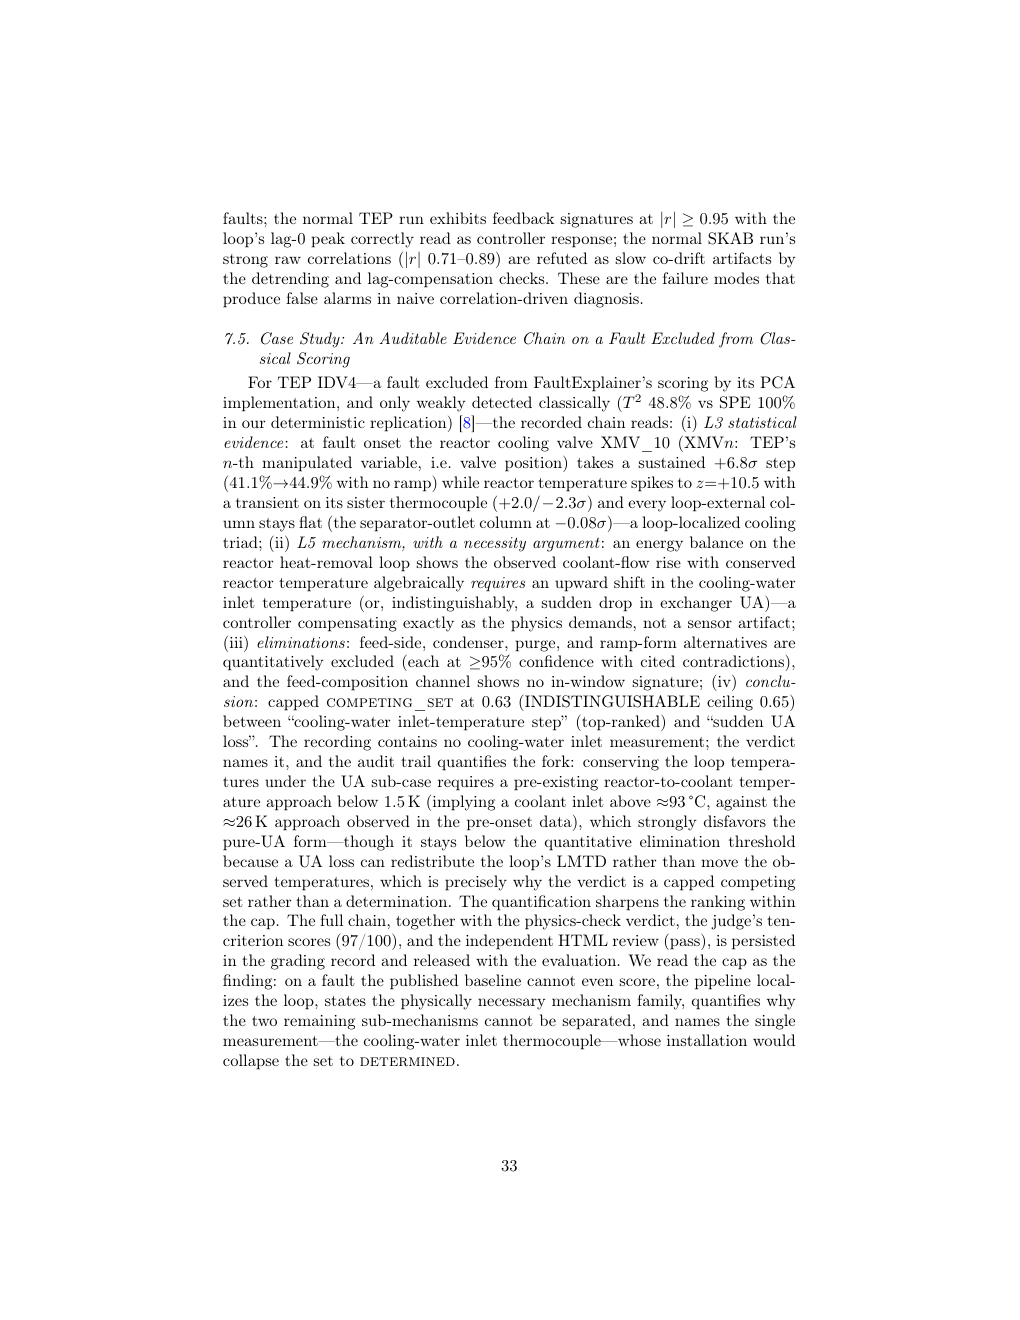 faults; the normal TEP run exhibits feedback signatures at |r| ≥ 0.95 with the
loop's lag-0 peak correctly read as controller response; the normal SKAB run's
strong raw correlations (|r| 0.71–0.89) are refuted as slow co-drift artifacts by
the detrending and lag-compensation checks. These are the failure modes that
produce false alarms in naive correlation-driven diagnosis.
7.5. Case Study: An Auditable Evidence Chain on a Fault Excluded from Clas-
sical Scoring
For TEP IDV4—a fault excluded from FaultExplainer's scoring by its PCA
implementation, and only weakly detected classically (T² 48.8% vs SPE 100%
in our deterministic replication) [8]—the recorded chain reads: (i) L3 statistical
evidence: at fault onset the reactor cooling valve XMV_10 (XMVn: TEP's
n-th manipulated variable, i.e. valve position) takes a sustained +6.8σ step
(41.1%→44.9% with no ramp) while reactor temperature spikes to z=+10.5 with
a transient on its sister thermocouple (+2.0/−2.3σ) and every loop-external col-
umn stays flat (the separator-outlet column at −0.08σ)—a loop-localized cooling
triad; (ii) L5 mechanism, with a necessity argument: an energy balance on the
reactor heat-removal loop shows the observed coolant-flow rise with conserved
reactor temperature algebraically requires an upward shift in the cooling-water
inlet temperature (or, indistinguishably, a sudden drop in exchanger UA)—a
controller compensating exactly as the physics demands, not a sensor artifact;
(iii) eliminations: feed-side, condenser, purge, and ramp-form alternatives are
quantitatively excluded (each at ≥95% confidence with cited contradictions),
and the feed-composition channel shows no in-window signature; (iv) conclu-
sion: capped COMPETING_SET at 0.63 (INDISTINGUISHABLE ceiling 0.65)
between “cooling-water inlet-temperature step” (top-ranked) and “sudden UA
loss”. The recording contains no cooling-water inlet measurement; the verdict
names it, and the audit trail quantifies the fork: conserving the loop tempera-
tures under the UA sub-case requires a pre-existing reactor-to-coolant temper-
ature approach below 1.5 K (implying a coolant inlet above ≈93 °C, against the
≈26 K approach observed in the pre-onset data), which strongly disfavors the
pure-UA form—though it stays below the quantitative elimination threshold
because a UA loss can redistribute the loop's LMTD rather than move the ob-
served temperatures, which is precisely why the verdict is a capped competing
set rather than a determination. The quantification sharpens the ranking within
the cap. The full chain, together with the physics-check verdict, the judge's ten-
criterion scores (97/100), and the independent HTML review (pass), is persisted
in the grading record and released with the evaluation. We read the cap as the
finding: on a fault the published baseline cannot even score, the pipeline local-
izes the loop, states the physically necessary mechanism family, quantifies why
the two remaining sub-mechanisms cannot be separated, and names the single
measurement—the cooling-water inlet thermocouple—whose installation would
collapse the set to DETERMINED.
33